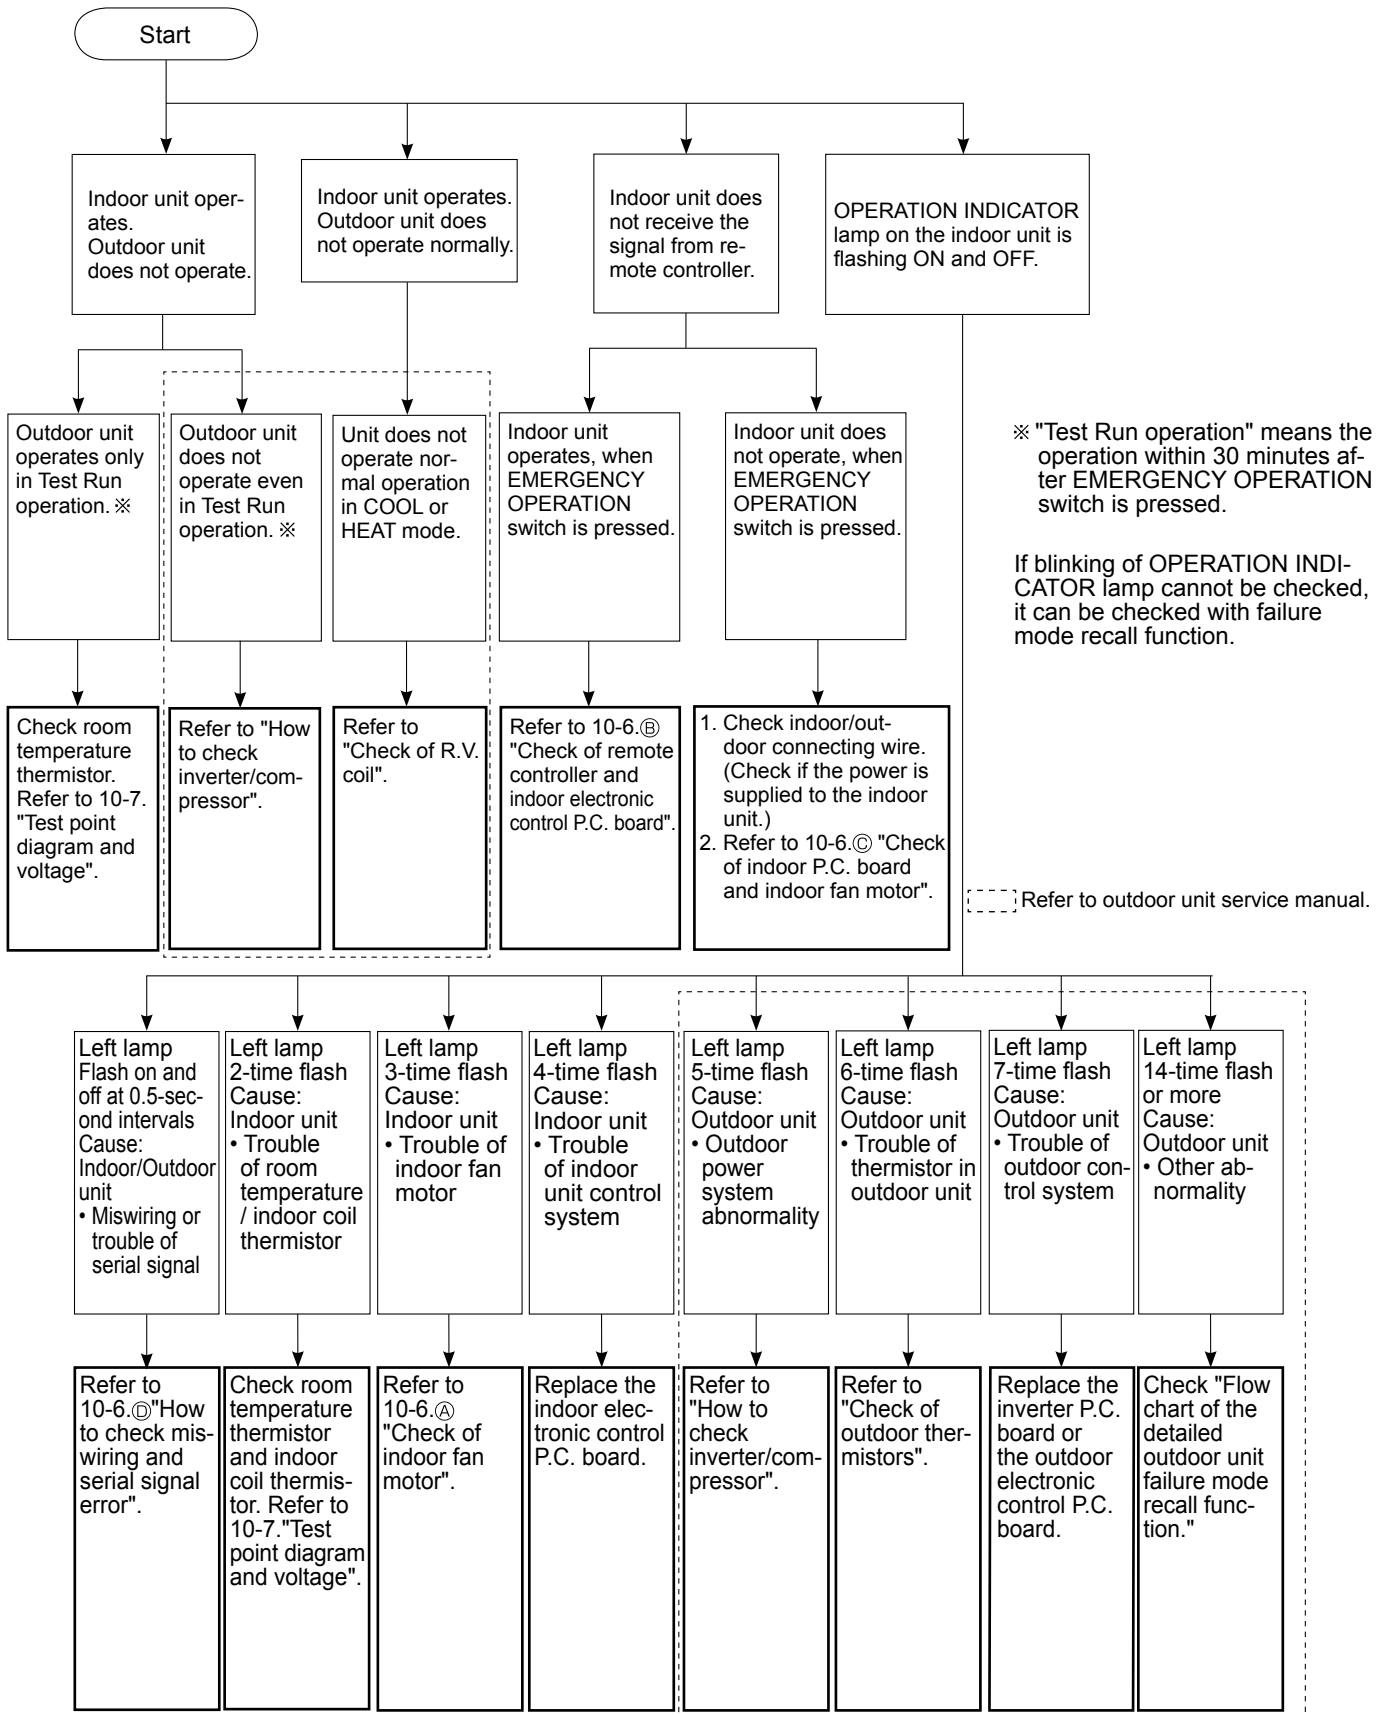 Start
Indoor unit oper-
ates.
Outdoor unit
does not operate.
Indoor unit operates.
Outdoor unit does
not operate normally.
Indoor unit does
not receive the
signal from re-
mote controller.
OPERATION INDICATOR
lamp on the indoor unit is
flashing ON and OFF.
Outdoor unit
operates only
in Test Run
operation. ※
Outdoor unit
does not
operate even
in Test Run
operation. ※
Unit does not
operate nor-
mal operation
in COOL or
HEAT mode.
Indoor unit
operates, when
EMERGENCY
OPERATION
switch is pressed.
Indoor unit does
not operate, when
EMERGENCY
OPERATION
switch is pressed.
※ "Test Run operation" means the
operation within 30 minutes af-
ter EMERGENCY OPERATION
switch is pressed.
If blinking of OPERATION INDI-
CATOR lamp cannot be checked,
it can be checked with failure
mode recall function.
Check room
temperature
thermistor.
Refer to 10-7.
"Test point
diagram and
voltage".
Refer to "How
to check
inverter/com-
pressor".
Refer to
"Check of R.V.
coil".
Refer to 10-6.Ⓑ
"Check of remote
controller and
indoor electronic
control P.C. board".
1. Check indoor/out-
door connecting wire.
(Check if the power is
supplied to the indoor
unit.)
2. Refer to 10-6.Ⓒ "Check
of indoor P.C. board
and indoor fan motor".
Refer to outdoor unit service manual.
Left lamp
Flash on and
off at 0.5-sec-
ond intervals
Cause:
Indoor/Outdoor
unit
• Miswiring or
trouble of
serial signal
Left lamp
2-time flash
Cause:
Indoor unit
• Trouble
of room
temperature
/ indoor coil
thermistor
Left lamp
3-time flash
Cause:
Indoor unit
• Trouble of
indoor fan
motor
Left lamp
4-time flash
Cause:
Indoor unit
• Trouble
of indoor
unit control
system
Left lamp
5-time flash
Cause:
Outdoor unit
• Outdoor
power
system
abnormality
Left lamp
6-time flash
Cause:
Outdoor unit
• Trouble of
thermistor in
outdoor unit
Left lamp
7-time flash
Cause:
Outdoor unit
• Trouble of
outdoor con-
trol system
Left lamp
14-time flash
or more
Cause:
Outdoor unit
• Other ab-
normality
Refer to
10-6.Ⓓ"How
to check mis-
wiring and
serial signal
error".
Check room
temperature
thermistor
and indoor
coil thermis-
tor. Refer to
10-7."Test
point diagram
and voltage".
Refer to
10-6.Ⓐ
"Check of
indoor fan
motor".
Replace the
indoor elec-
tronic control
P.C. board.
Refer to
"How to
check
inverter/com-
pressor".
Refer to
"Check of
outdoor ther-
mistors".
Replace the
inverter P.C.
board or
the outdoor
electronic
control P.C.
board.
Check "Flow
chart of the
detailed
outdoor unit
failure mode
recall func-
tion."